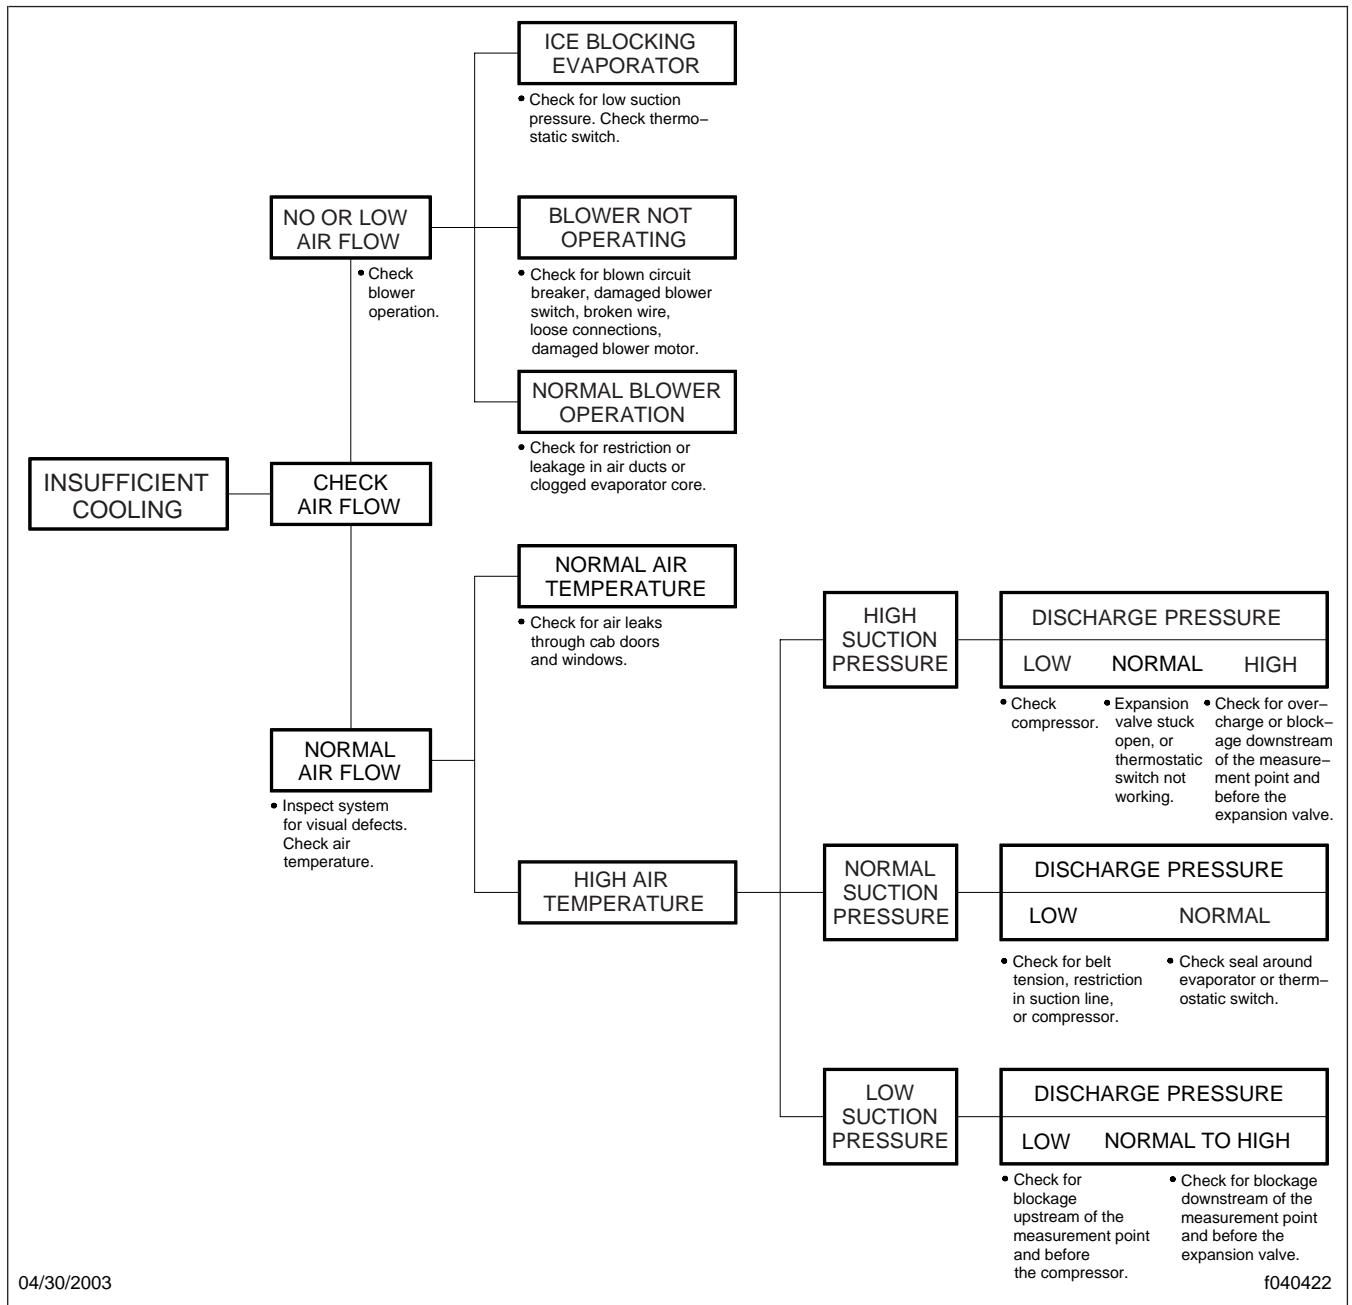 ICE BLOCKING
EVAPORATOR
• Check for low suction
pressure. Check thermo–
static switch.
NO OR LOW
AIR FLOW
• Check
blower
operation.
BLOWER NOT
OPERATING
• Check for blown circuit
breaker, damaged blower
switch, broken wire,
loose connections,
damaged blower motor.
NORMAL BLOWER
OPERATION
• Check for restriction or
leakage in air ducts or
clogged evaporator core.
INSUFFICIENT
COOLING
CHECK
AIR FLOW
NORMAL AIR
TEMPERATURE
• Check for air leaks
through cab doors
and windows.
NORMAL
AIR FLOW
• Inspect system
for visual defects.
Check air
temperature.
HIGH AIR
TEMPERATURE
HIGH
SUCTION
PRESSURE
DISCHARGE PRESSURE
LOW NORMAL HIGH
• Check
compressor.
• Expansion
valve stuck
open, or
thermostatic
switch not
working.
• Check for over–
charge or block–
age downstream
of the measure–
ment point and
before the
expansion valve.
NORMAL
SUCTION
PRESSURE
DISCHARGE PRESSURE
LOW NORMAL
• Check for belt
tension, restriction
in suction line,
or compressor.
• Check seal around
evaporator or therm–
ostatic switch.
LOW
SUCTION
PRESSURE
DISCHARGE PRESSURE
LOW NORMAL TO HIGH
• Check for
blockage
upstream of the
measurement point
and before
the compressor.
• Check for blockage
downstream of the
measurement point
and before the
expansion valve.
04/30/2003
f040422